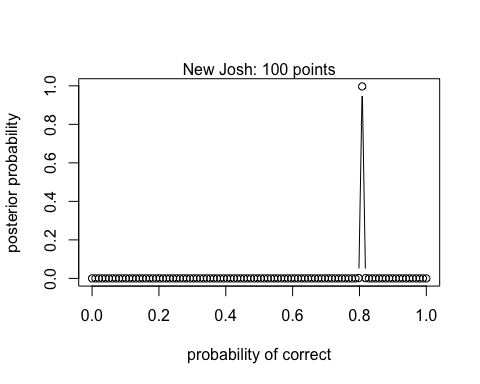 New Josh: 100 points
posterior probability
1.0
0.8
0.6
0.4
0.2
0.0
0.0 0.2 0.4 0.6 0.8 1.0
probability of correct